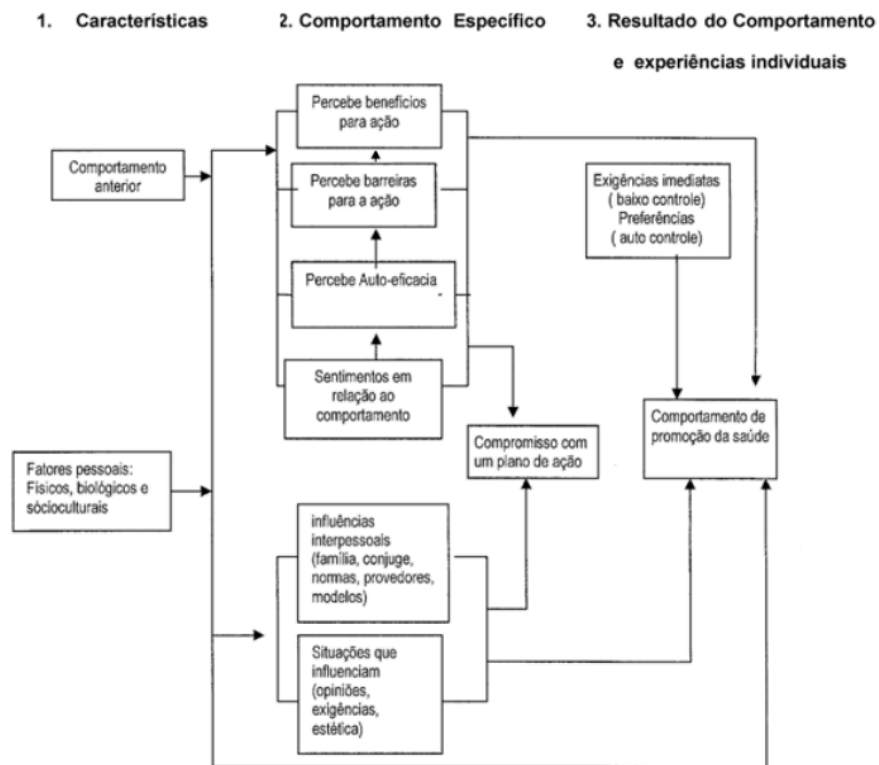 1. Características
2. Comportamento Específico
3. Resultado do Comportamento
e experiências individuais
Percebe benefícios
para ação
Comportamento
anterior
Percebe barreiras
para a ação
Exigências imediatas
( baixo controle)
Preferências
( auto controle)
Percebe Auto-eficacia
Sentimentos em
relação ao
comportamento
Compromisso com
um plano de ação
Comportamento de
promoção da saúde
Fatores pessoais:
Físicos, biológicos e
sócioculturais
influências
interpessoais
(família, conjuge,
normas, provedores,
modelos)
Situações que
influenciam
(opiniões,
exigências,
estética)